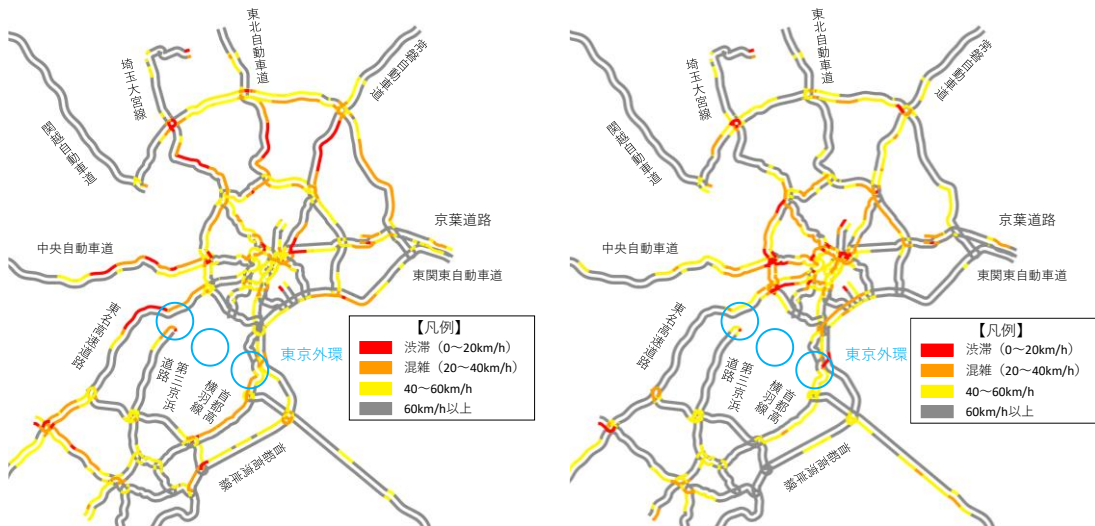 東北自動車道
常磐自動車道
埼玉大宮線
関越自動車道
京葉道路
中央自動車道
東関東自動車道
東名高速道路
【凡例】
渋滞（0～20km/h）
混雑（20～40km/h）
40～60km/h
60km/h以上
東京外環
第三京浜
道路
首都高
横羽線
首都高湾岸線
東北自動車道
常磐自動車道
埼玉大宮線
関越自動車道
京葉道路
中央自動車道
東関東自動車道
東名高速道路
【凡例】
渋滞（0～20km/h）
混雑（20～40km/h）
40～60km/h
60km/h以上
東京外環
第三京浜
道路
首都高
横羽線
首都高湾岸線